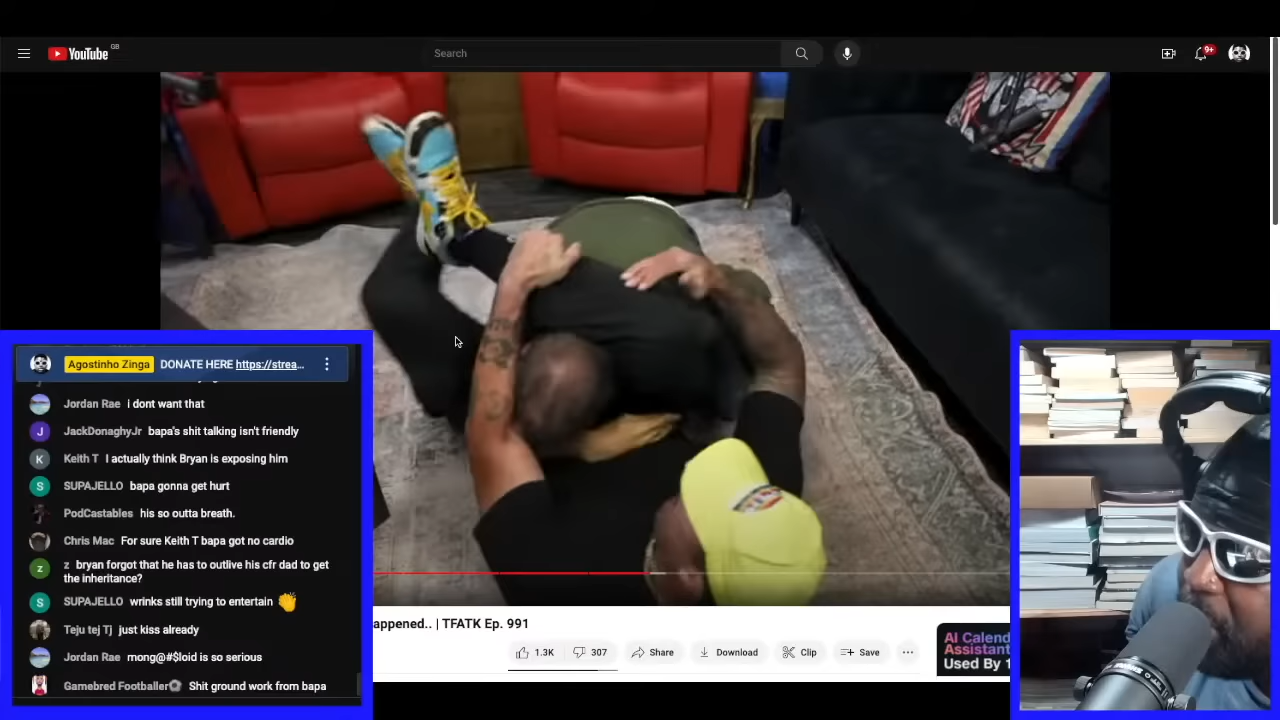 YouTube GB
Search
9+
Agostinho Zinga DONATE HERE https://strea...
Jordan Rae i dont want that
J JackDonaghyJr bapa's shit talking isn't friendly
K Keith T I actually think Bryan is exposing him
S SUPAJELLO bapa gonna get hurt
PodCastables his so outta breath.
Chris Mac For sure Keith T bapa got no cardio
z z bryan forgot that he has to outlive his cfr dad to get
the inheritance?
S SUPAJELLO wrinks still trying to entertain 👏
Teju tej Tj just kiss already
Jordan Rae mong@#$loid is so serious
Gamebred Footballer⚽ Shit ground work from bapa
appened.. | TFATK Ep. 991
1.3K 307 Share Download Clip Save ...
AI Calend
Assistan
Used By 1